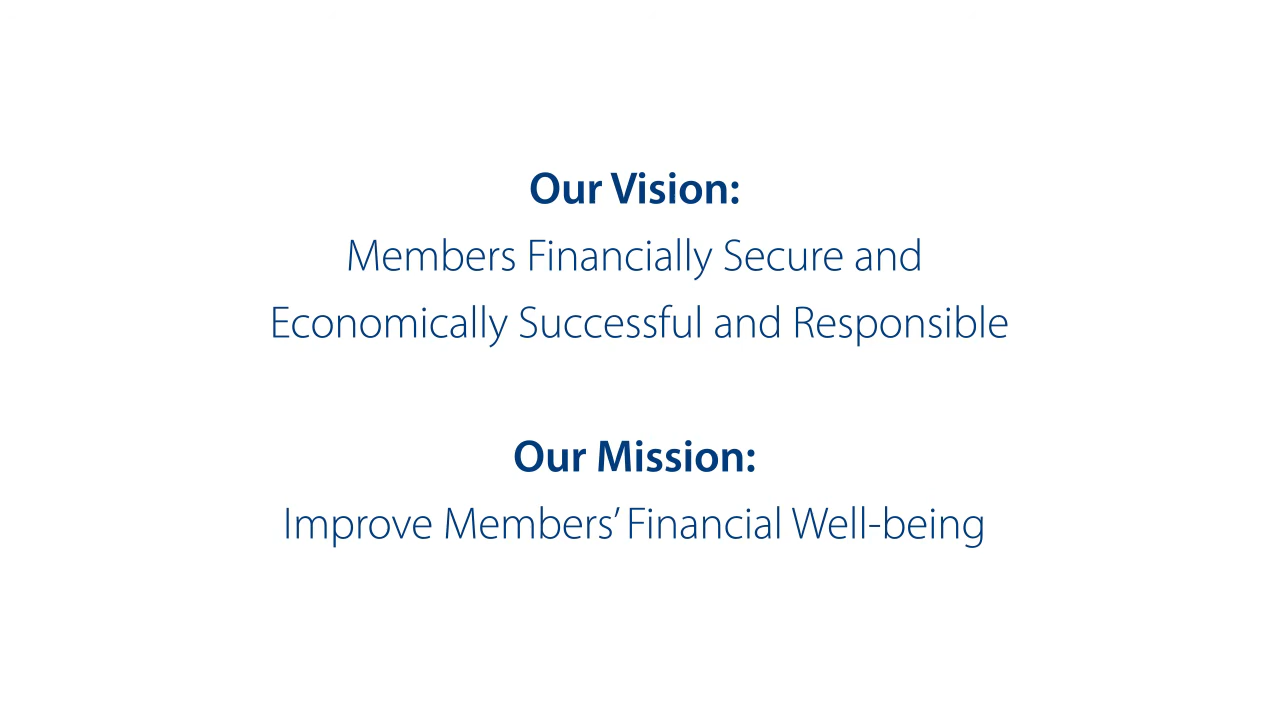 Our Vision:
Members Financially Secure and
Economically Successful and Responsible
Our Mission:
Improve Members’ Financial Well-being